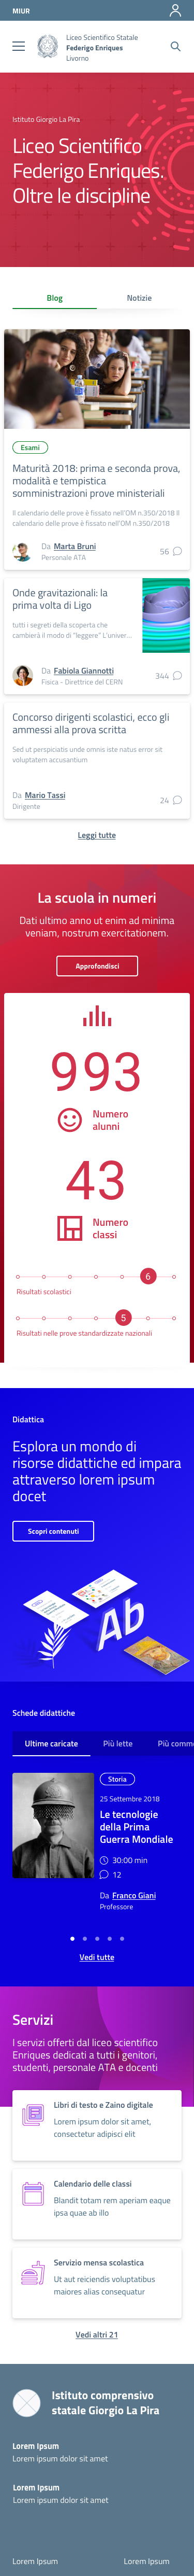 MIUR
Liceo Scientifico Statale
Federigo Enriques
Livorno
Istituto Giorgio La Pira
Liceo Scientifico
Federigo Enriques.
Oltre le discipline
Blog
Notizie
Esami
Maturità 2018: prima e seconda prova,
modalità e tempistica
somministrazioni prove ministeriali
Il calendario delle prove è fissato nell'OM n.350/2018 Il
calendario delle prove è fissato nell'OM n.350/2018
Da Marta Bruni
Personale ATA
56
Onde gravitazionali: la
prima volta di Ligo
tutti i segreti della scoperta che
cambierà il modo di "leggere" L'univer...
Da Fabiola Giannotti
Fisica - Direttrice del CERN
344
Concorso dirigenti scolastici, ecco gli
ammessi alla prova scritta
Sed ut perspiciatis unde omnis iste natus error sit
voluptatem accusantium
Da Mario Tassi
Dirigente
24
Leggi tutte
La scuola in numeri
Dati ultimo anno ut enim ad minima
veniam, nostrum exercitationem.
Approfondisci
993
Numero
alunni
43
Numero
classi
6
Risultati scolastici
5
Risultati nelle prove standardizzate nazionali
Didattica
Esplora un mondo di
risorse didattiche ed impara
attraverso lorem ipsum
docet
Scopri contenuti
Ab
Schede didattiche
Ultime caricate
Più lette
Più comme
Storia
25 Settembre 2018
Le tecnologie
della Prima
Guerra Mondiale
30:00 min
12
Da Franco Giani
Professore
Vedi tutte
Servizi
I servizi offerti dal liceo scientifico
Enriques dedicati a tutti i genitori,
studenti, personale ATA e docenti
Libri di testo e Zaino digitale
Lorem ipsum dolor sit amet,
consectetur adipisci elit
Calendario delle classi
Blandit totam rem aperiam eaque
ipsa quae ab illo
Servizio mensa scolastica
Ut aut reiciendis voluptatibus
maiores alias consequatur
Vedi altri 21
Istituto comprensivo
statale Giorgio La Pira
Lorem Ipsum
Lorem ipsum dolor sit amet
Lorem Ipsum
Lorem ipsum dolor sit amet
Lorem Ipsum
Lorem Ipsum